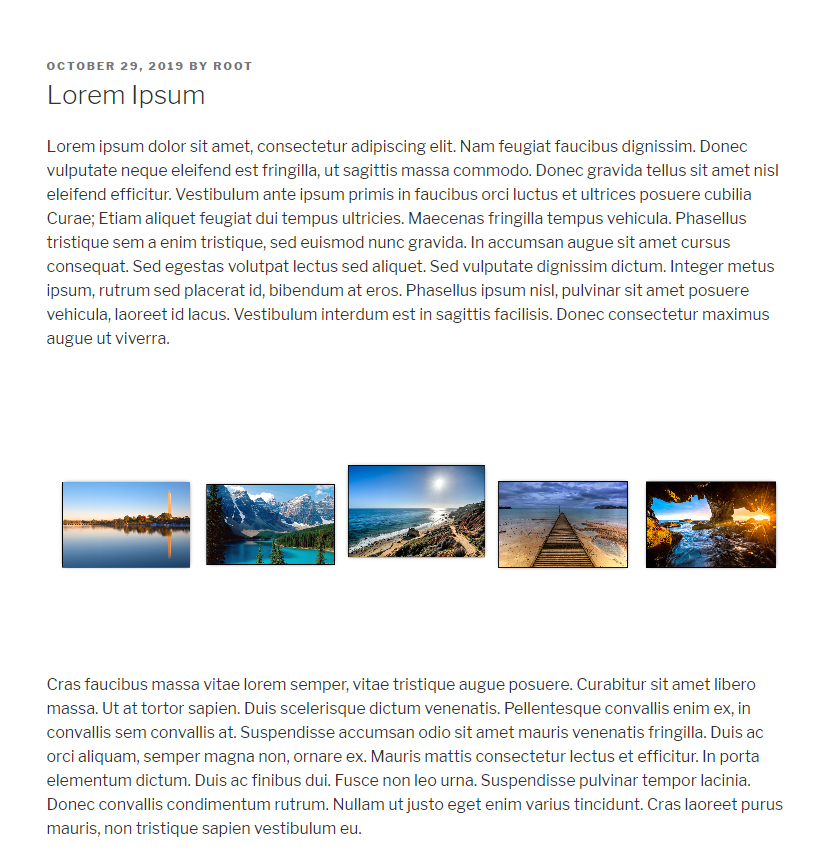 OCTOBER 29, 2019 BY ROOT
Lorem Ipsum
Lorem ipsum dolor sit amet, consectetur adipiscing elit. Nam feugiat faucibus dignissim. Donec
vulputate neque eleifend est fringilla, ut sagittis massa commodo. Donec gravida tellus sit amet nisl
eleifend efficitur. Vestibulum ante ipsum primis in faucibus orci luctus et ultrices posuere cubilia
Curae; Etiam aliquet feugiat dui tempus ultricies. Maecenas fringilla tempus vehicula. Phasellus
tristique sem a enim tristique, sed euismod nunc gravida. In accumsan augue sit amet cursus
consequat. Sed egestas volutpat lectus sed aliquet. Sed vulputate dignissim dictum. Integer metus
ipsum, rutrum sed placerat id, bibendum at eros. Phasellus ipsum nisl, pulvinar sit amet posuere
vehicula, laoreet id lacus. Vestibulum interdum est in sagittis facilisis. Donec consectetur maximus
augue ut viverra.
Cras faucibus massa vitae lorem semper, vitae tristique augue posuere. Curabitur sit amet libero
massa. Ut at tortor sapien. Duis scelerisque dictum venenatis. Pellentesque convallis enim ex, in
convallis sem convallis at. Suspendisse accumsan odio sit amet mauris venenatis fringilla. Duis ac
orci aliquam, semper magna non, ornare ex. Mauris mattis consectetur lectus et efficitur. In porta
elementum dictum. Duis ac finibus dui. Fusce non leo urna. Suspendisse pulvinar tempor lacinia.
Donec convallis condimentum rutrum. Nullam ut justo eget enim varius tincidunt. Cras laoreet purus
mauris, non tristique sapien vestibulum eu.